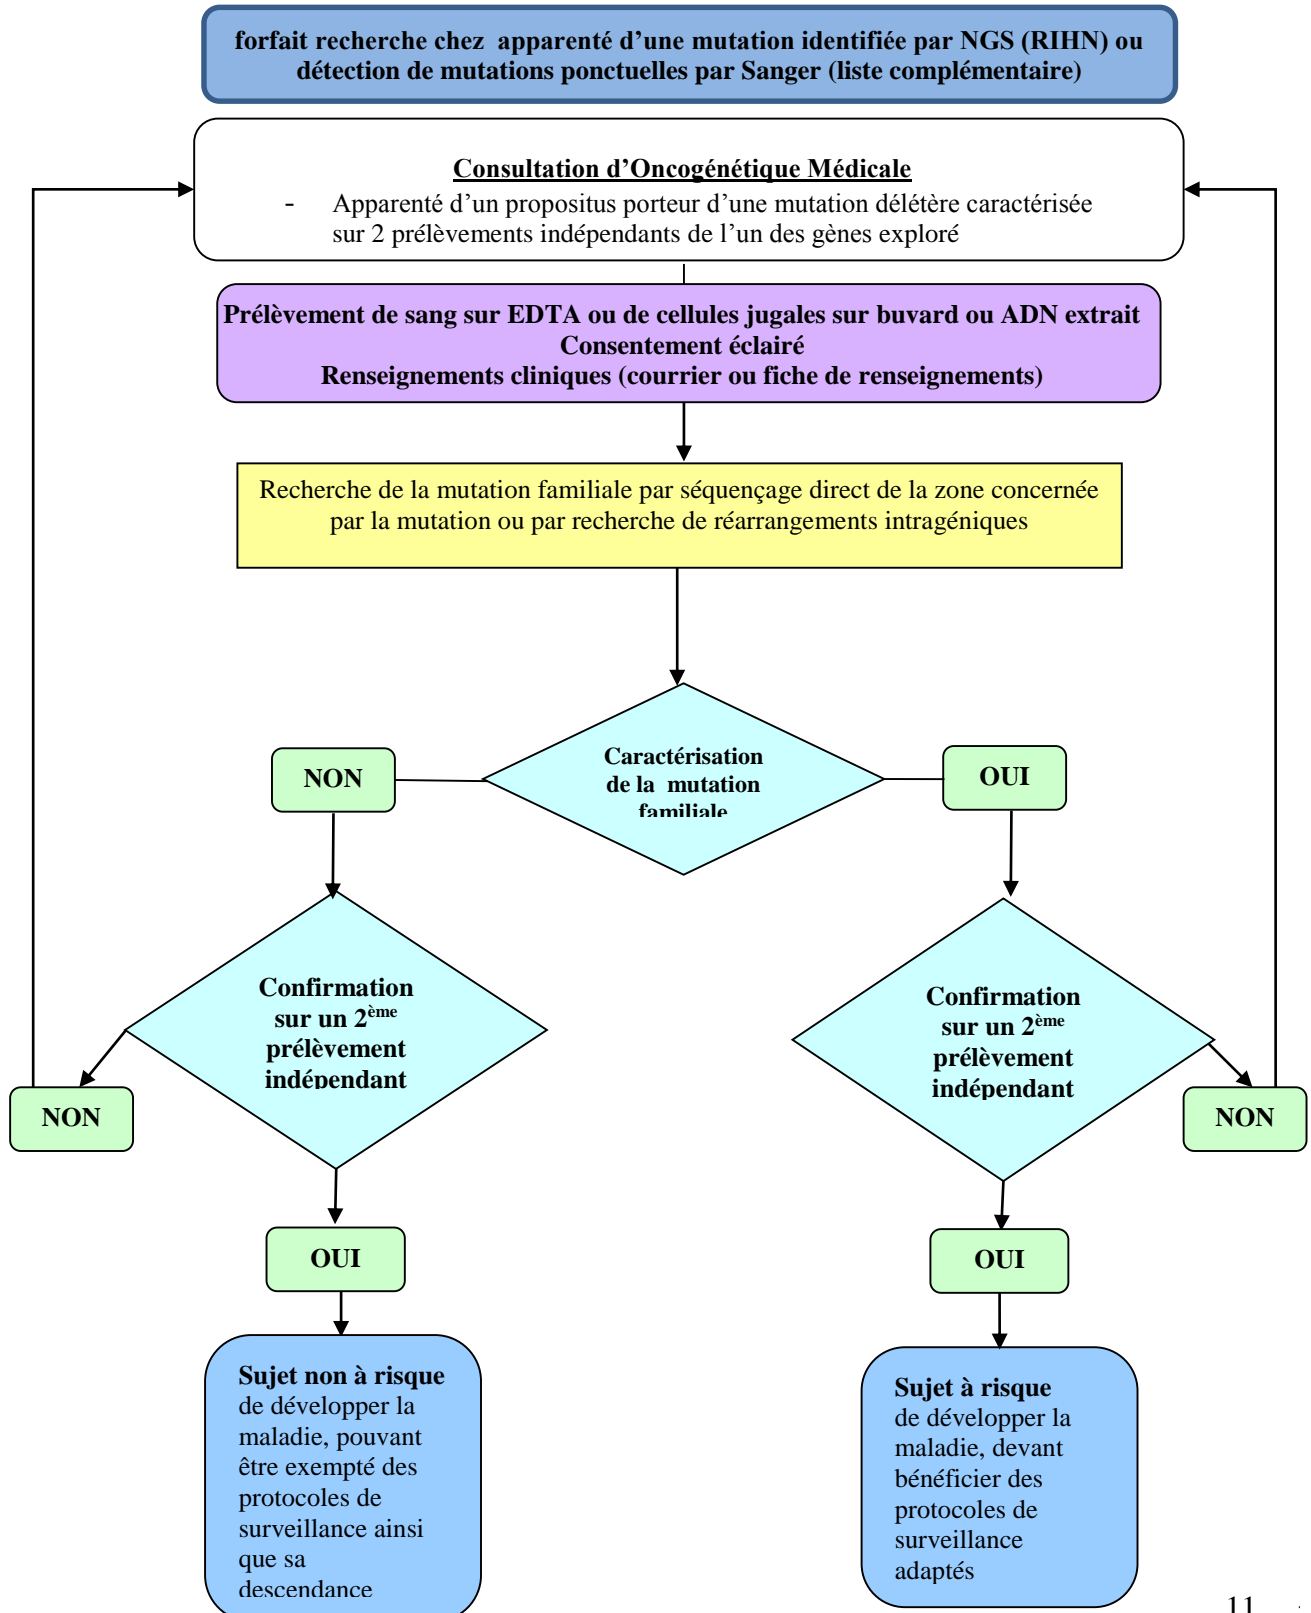 forfait recherche chez apparenté d'une mutation identifiée par NGS (RIHN) ou
détection de mutations ponctuelles par Sanger (liste complémentaire)
Consultation d'Oncogénétique Médicale
- Apparenté d'un propositus porteur d'une mutation délétère caractérisée
sur 2 prélèvements indépendants de l'un des gènes exploré
Prélèvement de sang sur EDTA ou de cellules jugales sur buvard ou ADN extrait
Consentement éclairé
Renseignements cliniques (courrier ou fiche de renseignements)
Recherche de la mutation familiale par séquençage direct de la zone concernée
par la mutation ou par recherche de réarrangements intragéniques
Caractérisation
de la mutation
familiale
NON
OUI
Confirmation
sur un 2ème
prélèvement
indépendant
Confirmation
sur un 2ème
prélèvement
indépendant
NON
NON
OUI
OUI
Sujet non à risque
de développer la
maladie, pouvant
être exempté des
protocoles de
surveillance ainsi
que sa
descendance
Sujet à risque
de développer la
maladie, devant
bénéficier des
protocoles de
surveillance
adaptés
11